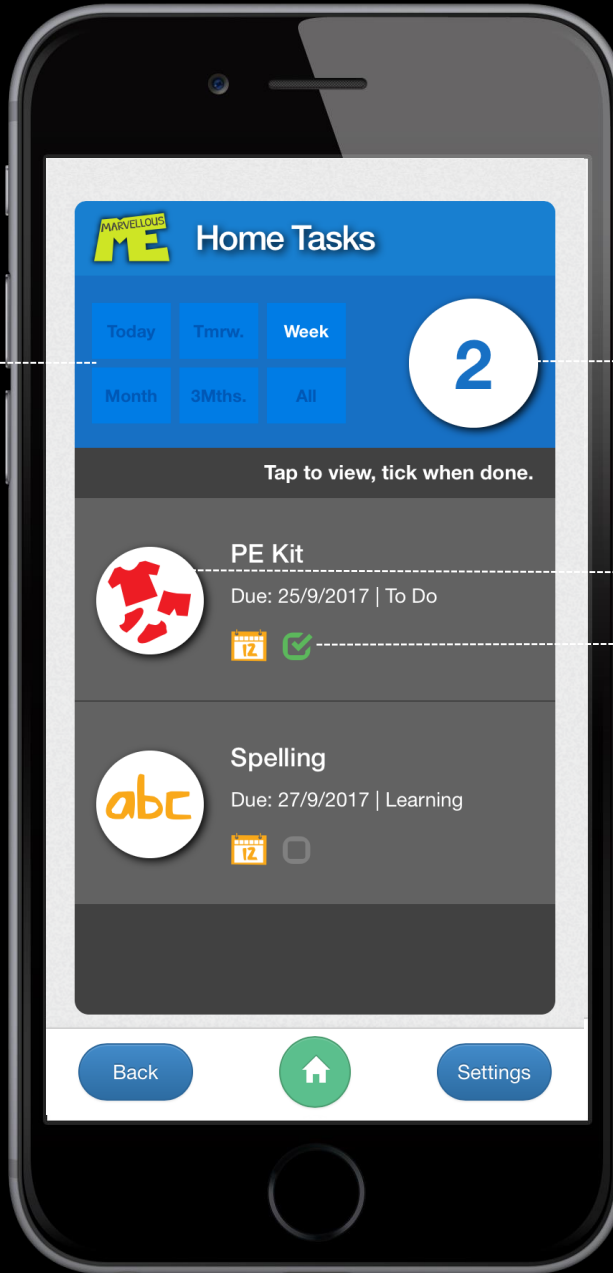 MARVELLOUS
ME
Home Tasks
Today Tmrw. Week
2
Month 3Mths. All
Tap to view, tick when done.
PE Kit
Due: 25/9/2017 | To Do
12
Spelling
abc
Due: 27/9/2017 | Learning
12
Back Settings